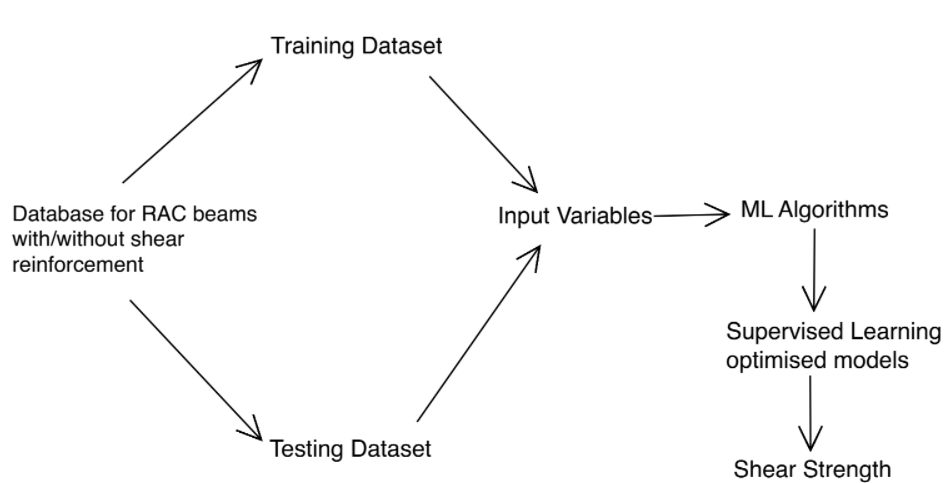 Training Dataset
Database for RAC beams
with/without shear
reinforcement
Input Variables
ML Algorithms
Supervised Learning
optimised models
Testing Dataset
Shear Strength